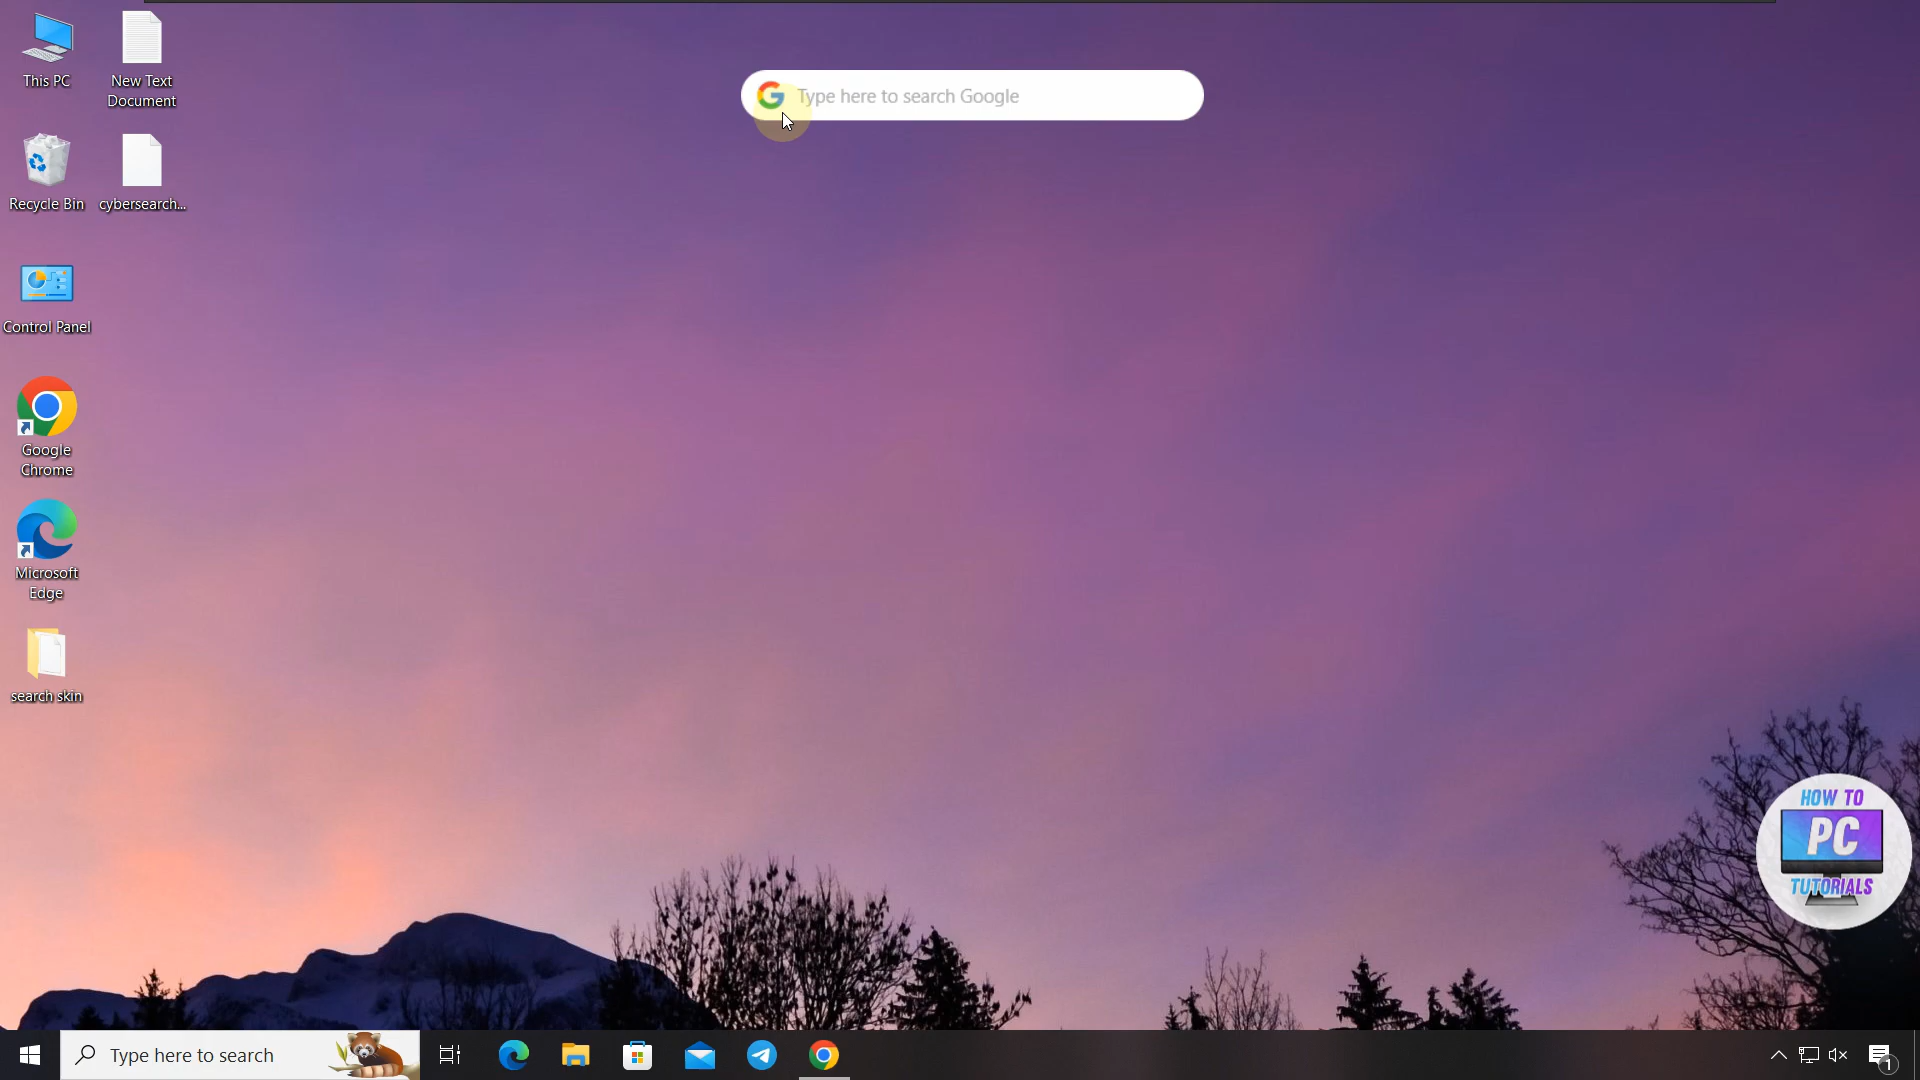 This PC
New Text
Document
Type here to search Google
Recycle Bin
cybersearch...
Control Panel
Google
Chrome
Microsoft
Edge
search skin
HOW TO
PC
TUTORIALS
Type here to search
1